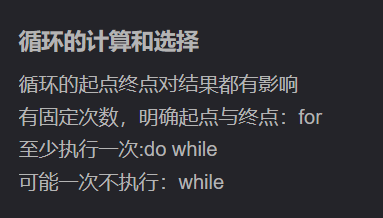 循环的计算和选择
循环的起点终点对结果都有影响
有固定次数，明确起点与终点：for
至少执行一次:do while
可能一次不执行：while